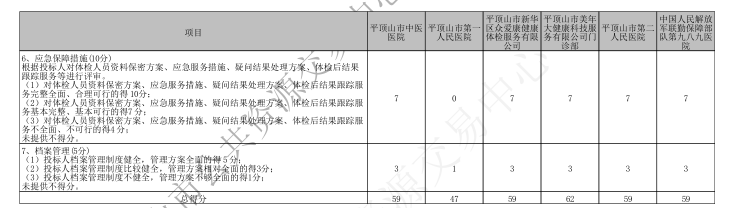 项目
平顶山市中医
医院
平顶山市第一
人民医院
平顶山市新华
区众爱康健康
体检服务有限
公司
平顶山市美年
大健康科技服
务有限公司门
诊部
平顶山市第二
人民医院
中国人民解放
军联勤保障部
队第九八九医
院
6、应急保障措施(10分)
根据投标人对体检人员资料保密方案、应急服务措施、疑问结果处理方案、体检后结果
跟踪服务等进行评审。
（1）对体检人员资料保密方案、应急服务措施、疑问结果处理方案、体检后结果跟踪服
务完整全面、合理可行的得10分；
（2）对体检人员资料保密方案、应急服务措施、疑问结果处理方案、体检后结果跟踪服
务基本完整、基本可行的得7分；
（3）对体检人员资料保密方案、应急服务措施、疑问结果处理方案、体检后结果跟踪服
务不全面、不可行的得4分；
未提供不得分。
7 0 7 7 7 7
7、档案管理(5分)
（1）投标人档案管理制度健全，管理方案全面的得5分；
（2）投标人档案管理制度比较健全，管理方案相对全面的得3分；
（3）投标人档案管理制度不健全，管理方案不够全面的得1分；
未提供不得分。
3 1 3 3 3 3
总得分 59 47 59 62 59 59